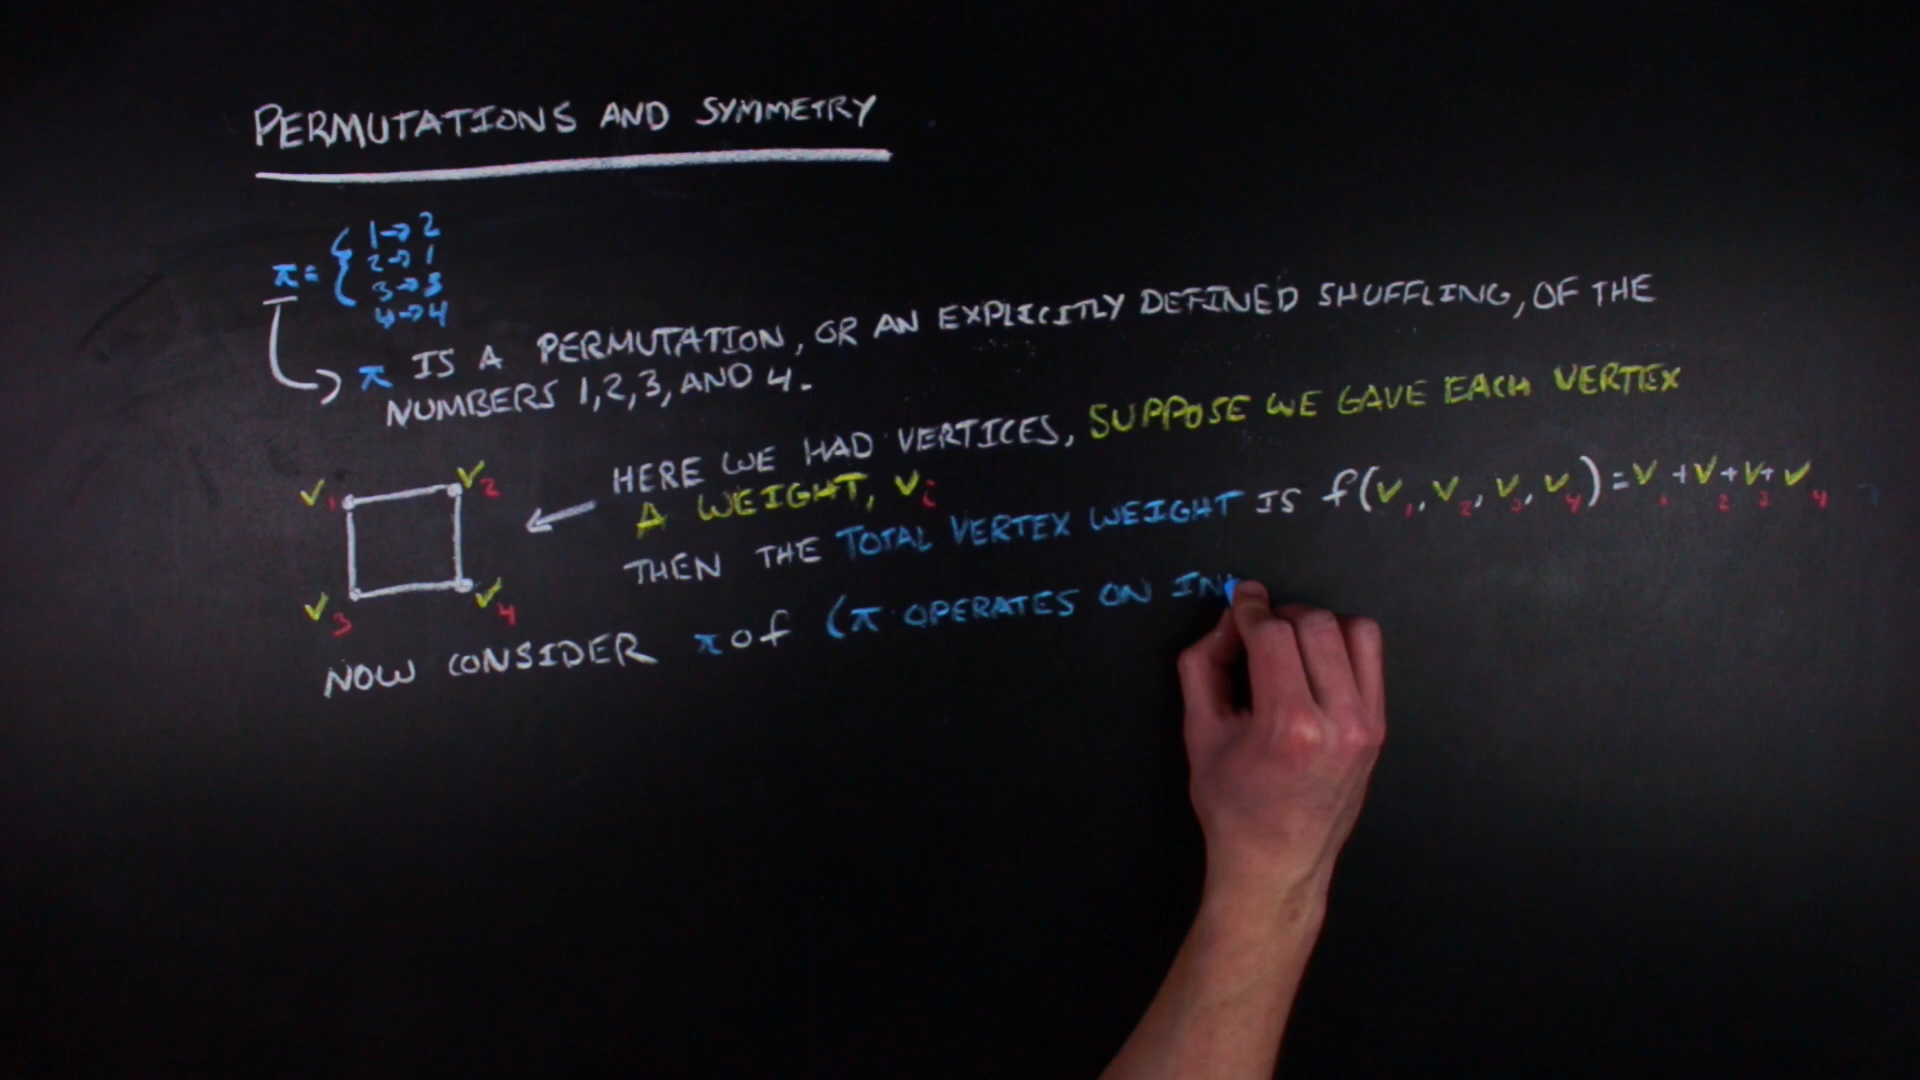 PERMUTATIONS AND SYMMETRY
π = { 1→2
2→1
3→3
4→4
π IS A PERMUTATION, OR AN EXPLICITLY DEFINED SHUFFLING, OF THE
NUMBERS 1, 2, 3, AND 4.
V1 V2
V3 V4
HERE WE HAD VERTICES, SUPPOSE WE GAVE EACH VERTEX
A WEIGHT, Vi
THEN THE TOTAL VERTEX WEIGHT IS f(V1, V2, V3, V4) = V1 + V2 + V3 + V4
NOW CONSIDER π o f (π OPERATES ON IN